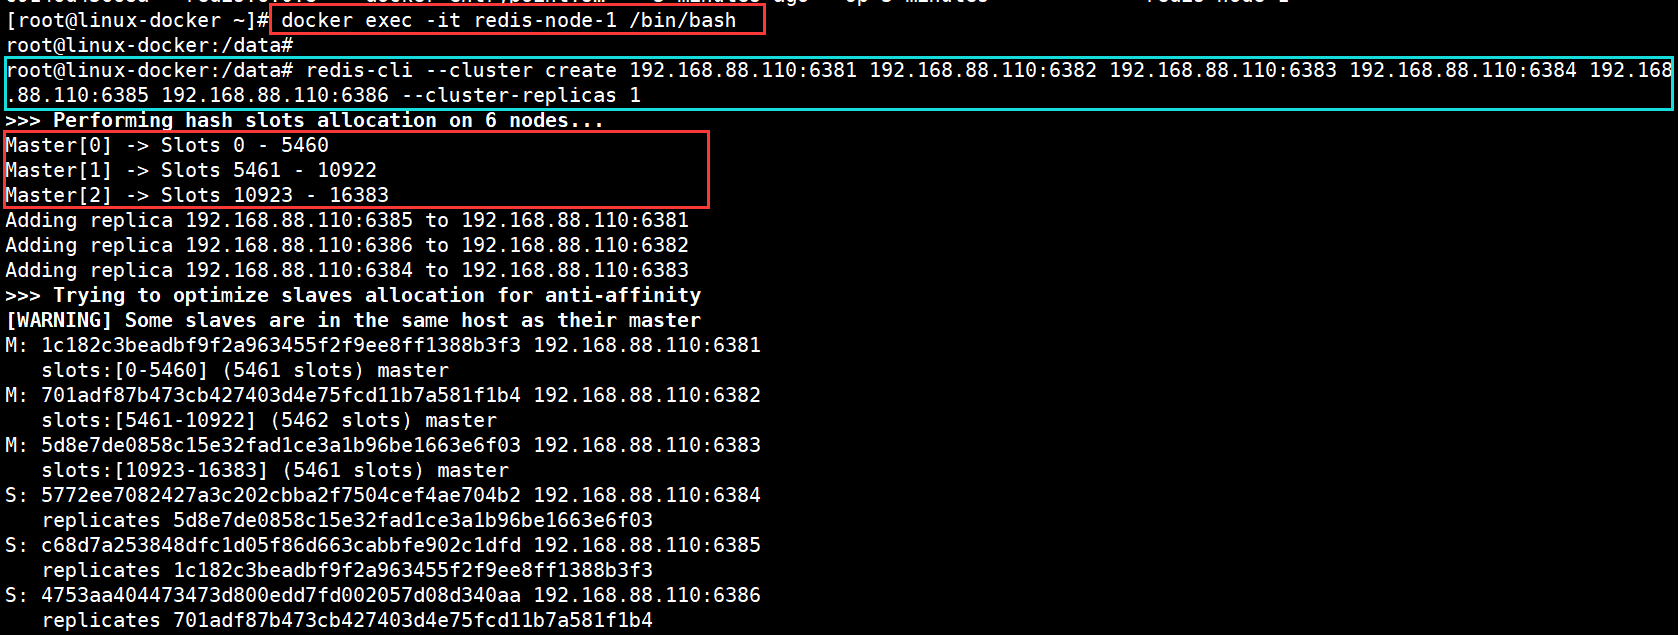 [root@linux-docker ~]# docker exec -it redis-node-1 /bin/bash
root@linux-docker:/data#
root@linux-docker:/data# redis-cli --cluster create 192.168.88.110:6381 192.168.88.110:6382 192.168.88.110:6383 192.168.88.110:6384 192.168
.88.110:6385 192.168.88.110:6386 --cluster-replicas 1
>>> Performing hash slots allocation on 6 nodes...
Master[0] -> Slots 0 - 5460
Master[1] -> Slots 5461 - 10922
Master[2] -> Slots 10923 - 16383
Adding replica 192.168.88.110:6385 to 192.168.88.110:6381
Adding replica 192.168.88.110:6386 to 192.168.88.110:6382
Adding replica 192.168.88.110:6384 to 192.168.88.110:6383
>>> Trying to optimize slaves allocation for anti-affinity
[WARNING] Some slaves are in the same host as their master
M: 1c182c3beadbf9f2a963455f2f9ee8ff1388b3f3 192.168.88.110:6381
   slots:[0-5460] (5461 slots) master
M: 701adf87b473cb427403d4e75fcd11b7a581f1b4 192.168.88.110:6382
   slots:[5461-10922] (5462 slots) master
M: 5d8e7de0858c15e32fad1ce3a1b96be1663e6f03 192.168.88.110:6383
   slots:[10923-16383] (5461 slots) master
S: 5772ee7082427a3c202cbba2f7504cef4ae704b2 192.168.88.110:6384
   replicates 5d8e7de0858c15e32fad1ce3a1b96be1663e6f03
S: c68d7a253848dfc1d05f86d663cabbfe902c1dfd 192.168.88.110:6385
   replicates 1c182c3beadbf9f2a963455f2f9ee8ff1388b3f3
S: 4753aa404473473d800edd7fd002057d08d340aa 192.168.88.110:6386
   replicates 701adf87b473cb427403d4e75fcd11b7a581f1b4